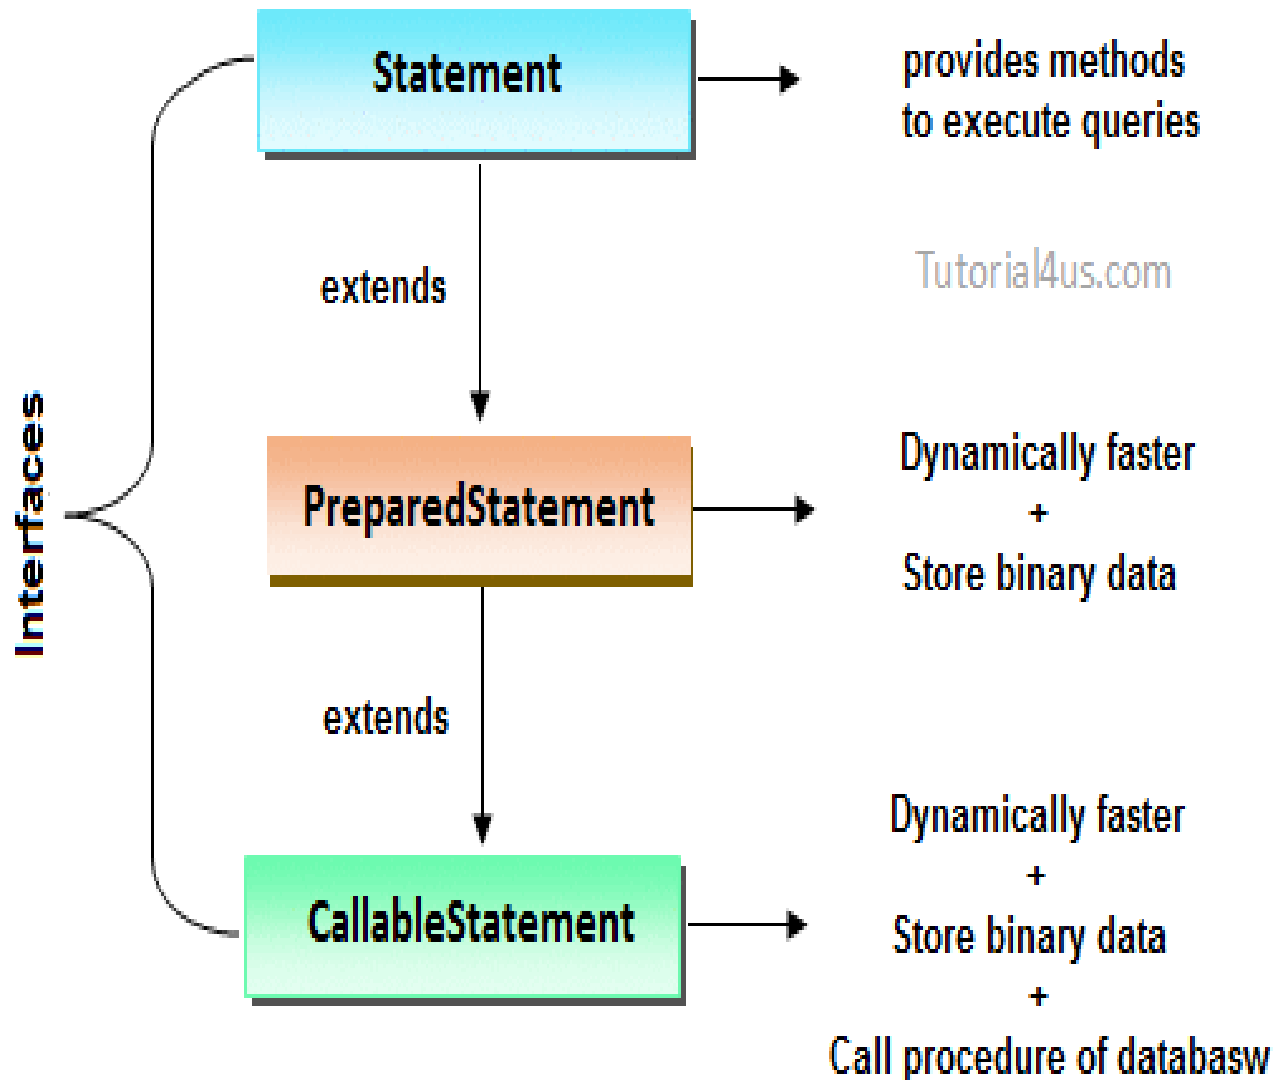 Statement
provides methods
to execute queries
Tutorial4us.com
extends
Interfaces
PreparedStatement
Dynamically faster
+
Store binary data
extends
CallableStatement
Dynamically faster
+
Store binary data
+
Call procedure of databasw